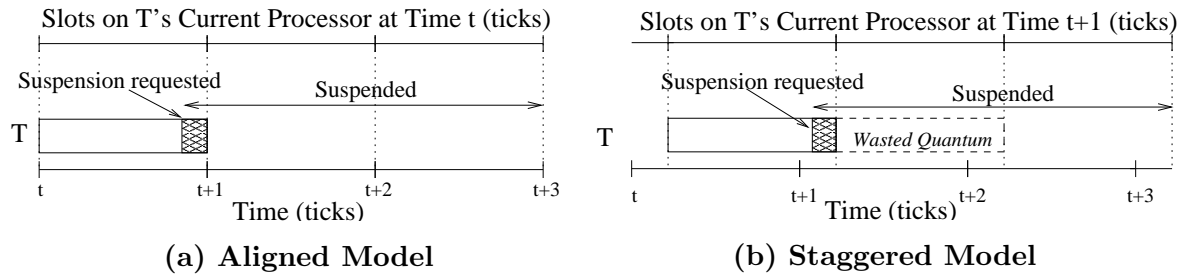 Slots on T's Current Processor at Time t (ticks)
Suspension requested
Suspended
T
t
t+1
t+2
t+3
Time (ticks)
(a) Aligned Model
Slots on T's Current Processor at Time t+1 (ticks)
Suspension requested
Suspended
T
Wasted Quantum
t
t+1
t+2
t+3
Time (ticks)
(b) Staggered Model